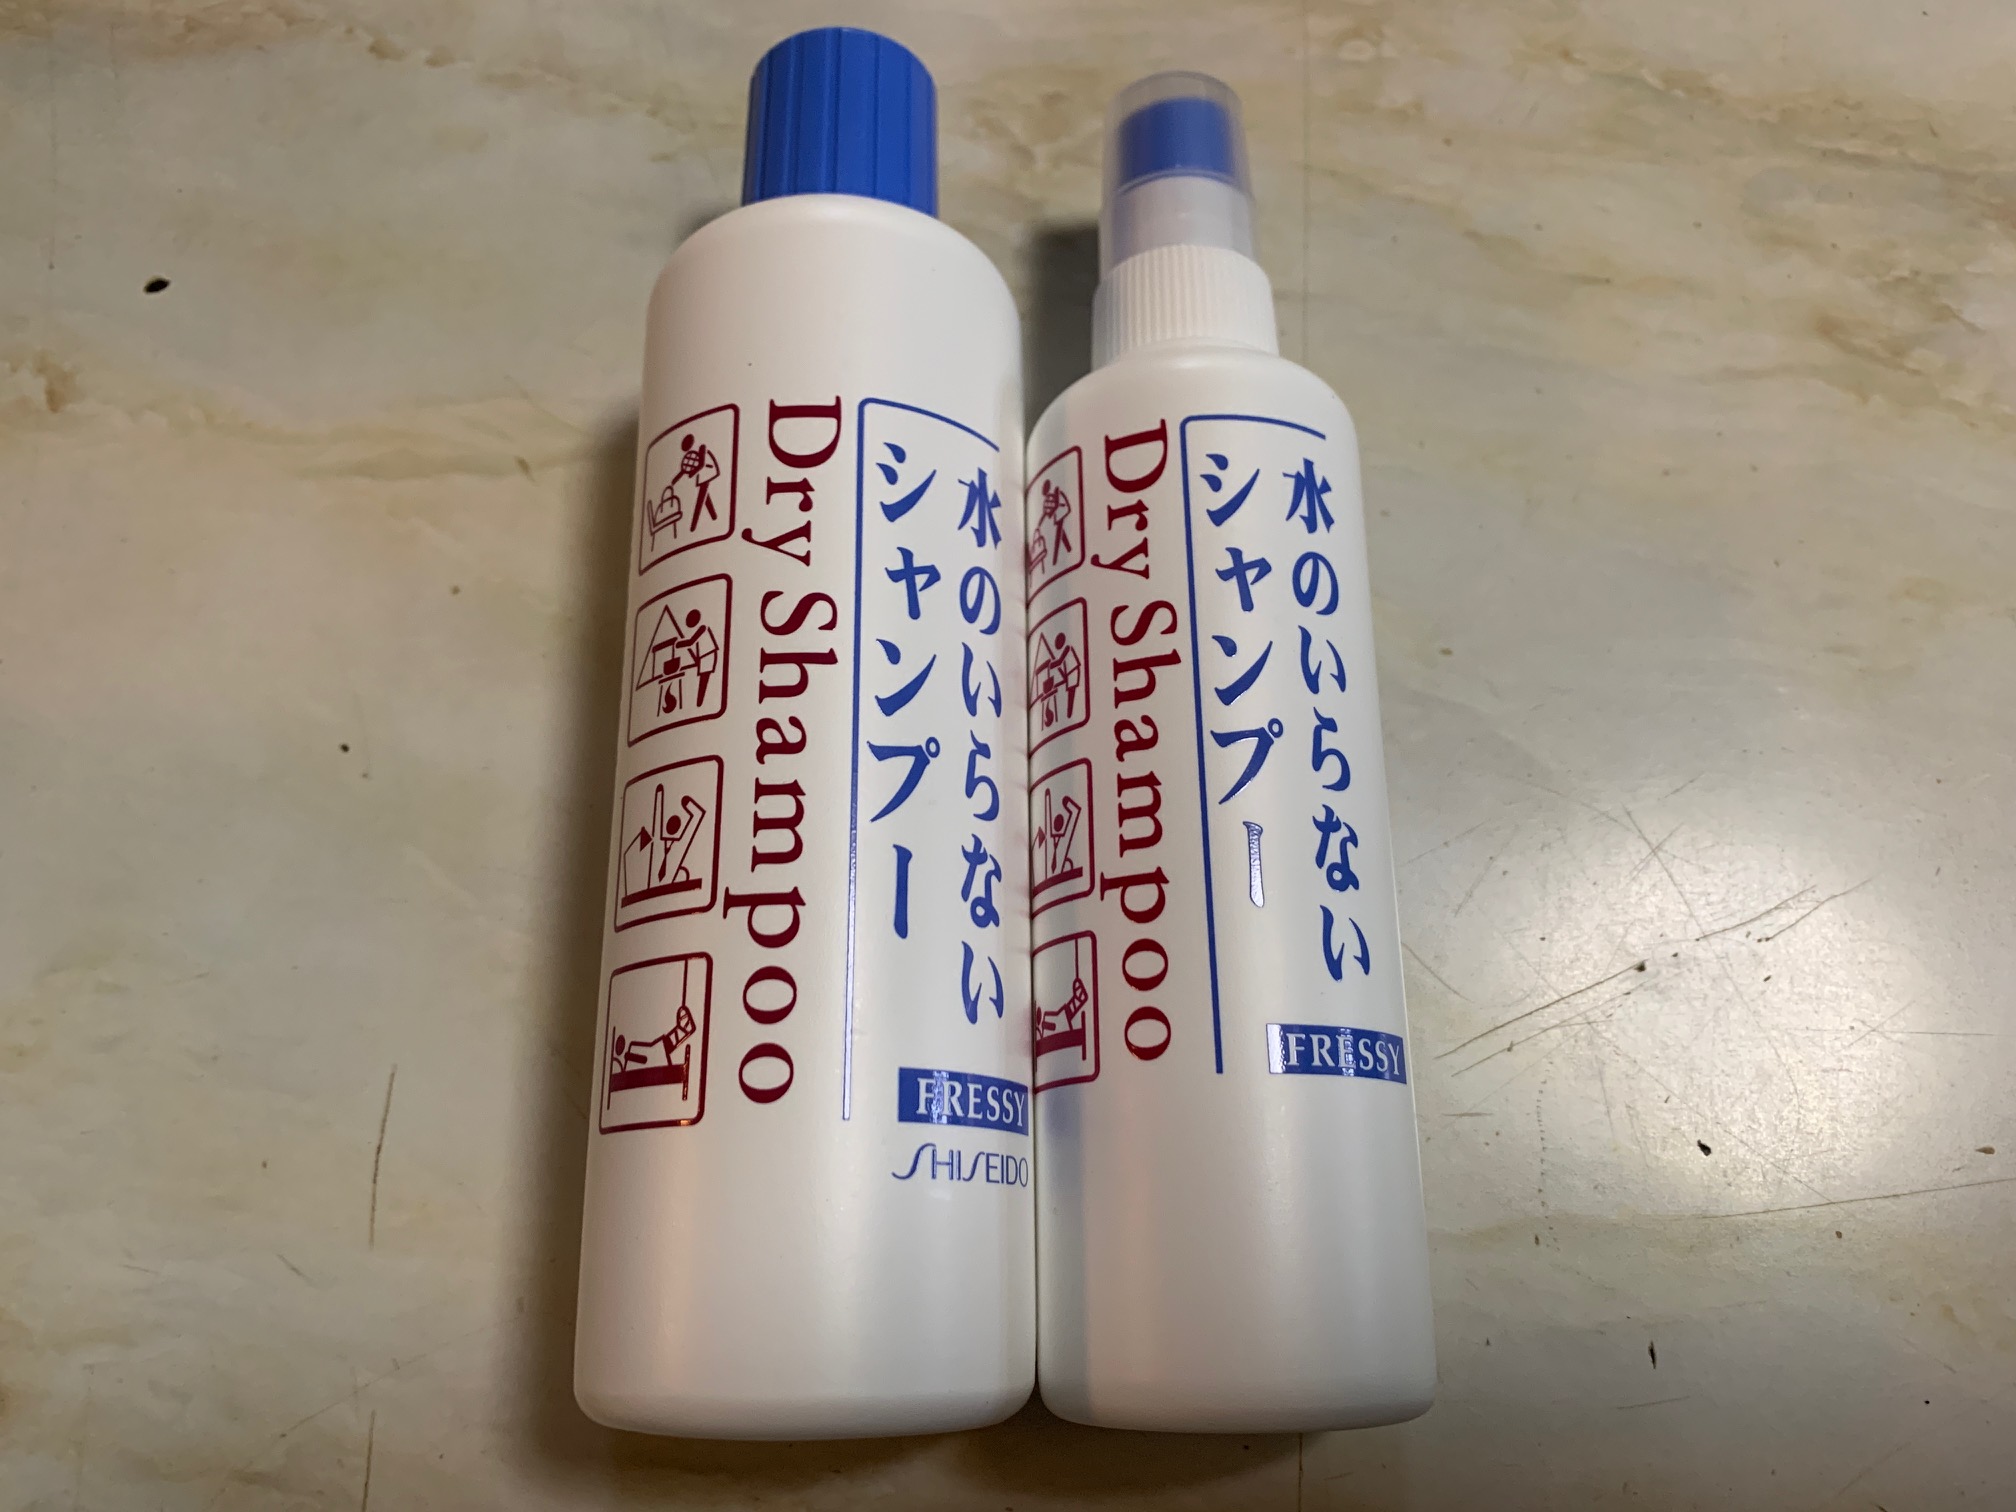 水のいらない
シャンプー
Dry Shampoo
FRESSY
SHISEIDO
水のいらない
シャンプー
Dry Shampoo
FRESSY